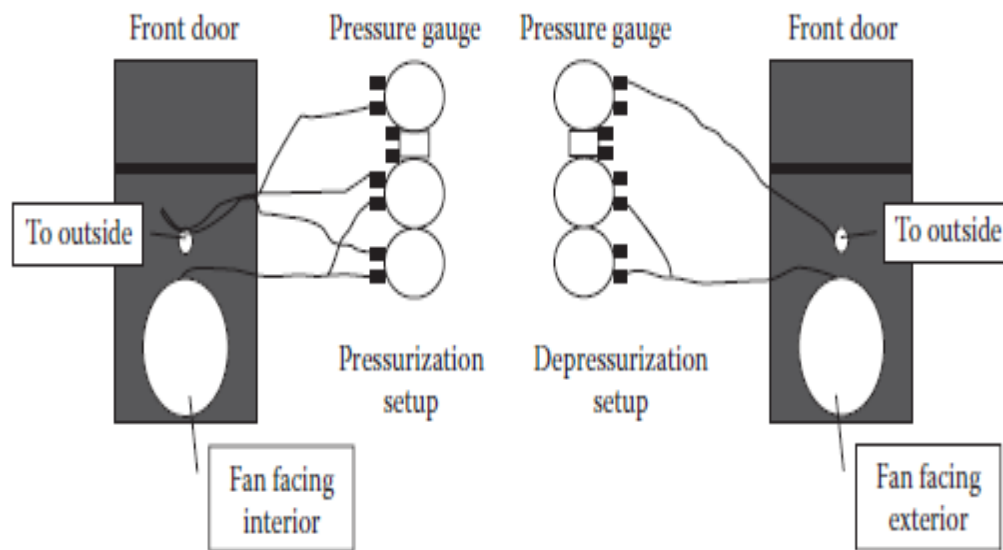 Front door
Pressure gauge
Pressure gauge
Front door
To outside
To outside
Pressurization
setup
Depressurization
setup
Fan facing
interior
Fan facing
exterior